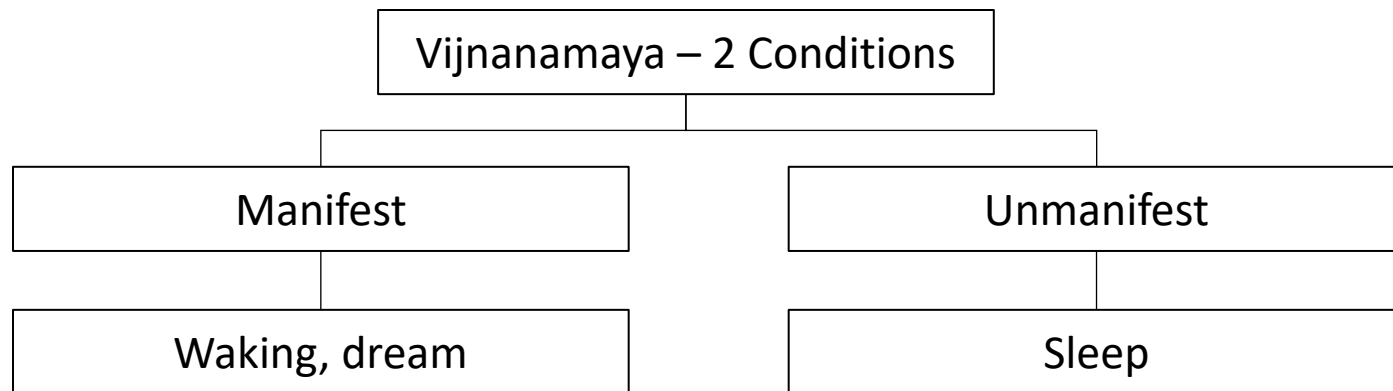 Vijnanamaya – 2 Conditions
Manifest
Unmanifest
Waking, dream
Sleep